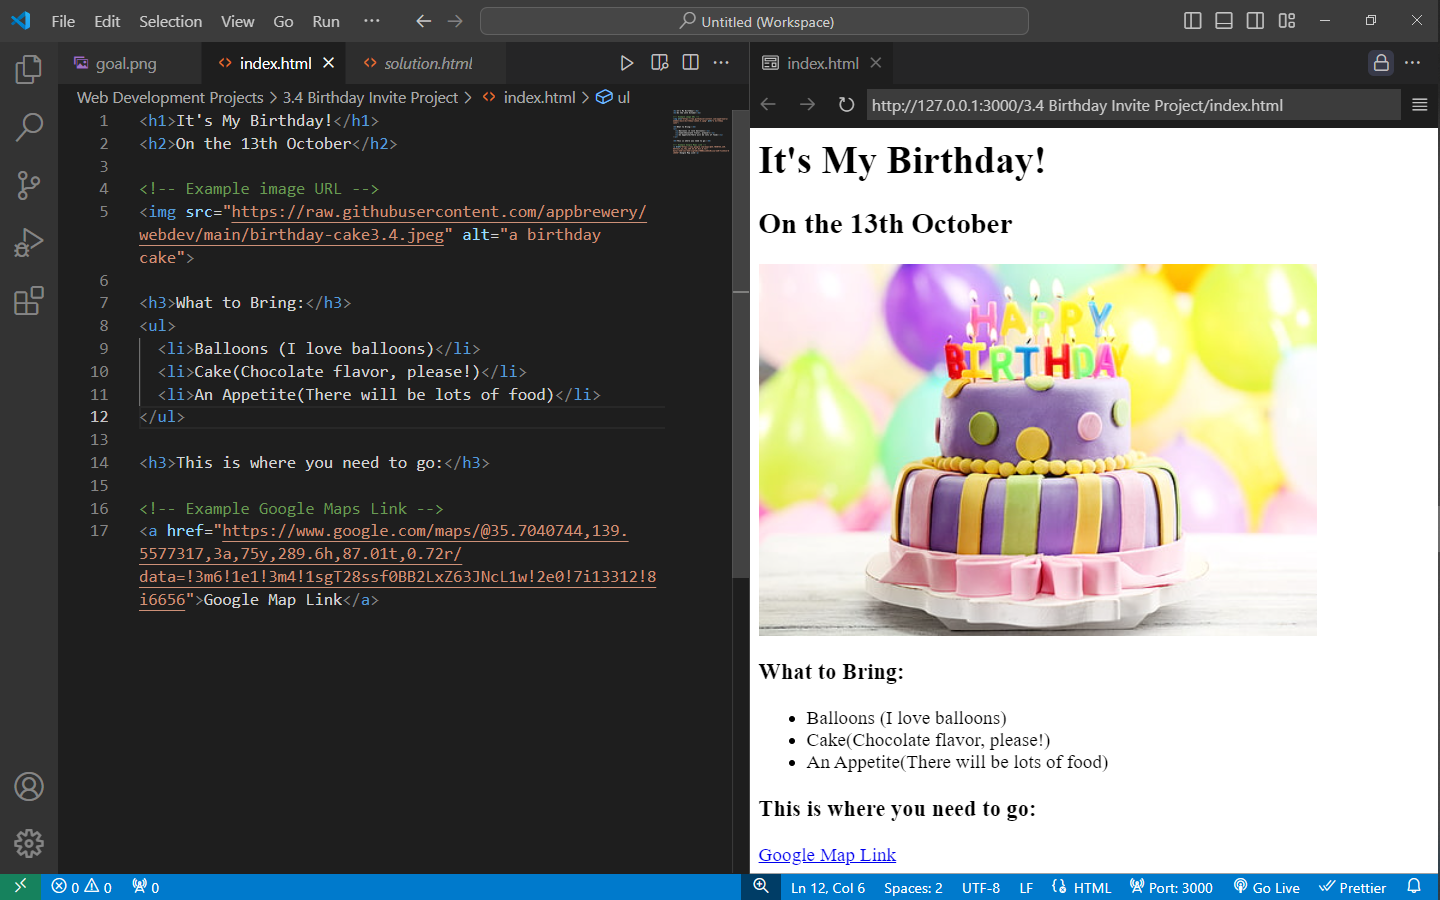 File Edit Selection View Go Run ··· Untitled (Workspace)
goal.png index.html solution.html
Web Development Projects > 3.4 Birthday Invite Project > index.html > ul
1 <h1>It's My Birthday!</h1>
2 <h2>On the 13th October</h2>
3
4 <!-- Example image URL -->
5 <img src="https://raw.githubusercontent.com/appbrewery/
webdev/main/birthday-cake3.4.jpeg" alt="a birthday
cake">
6
7 <h3>What to Bring:</h3>
8 <ul>
9 <li>Balloons (I love balloons)</li>
10 <li>Cake(Chocolate flavor, please!)</li>
11 <li>An Appetite(There will be lots of food)</li>
12 </ul>
13
14 <h3>This is where you need to go:</h3>
15
16 <!-- Example Google Maps Link -->
17 <a href="https://www.google.com/maps/@35.7040744,139.
5577317,3a,75y,289.6h,87.01t,0.72r/
data=!3m6!1e1!3m4!1sgT28ssf0BB2LxZ63JNcL1w!2e0!7i13312!8
i6656">Google Map Link</a>
index.html
http://127.0.0.1:3000/3.4 Birthday Invite Project/index.html
It's My Birthday!
On the 13th October
HAPPY
BIRTHDAY
What to Bring:
• Balloons (I love balloons)
• Cake(Chocolate flavor, please!)
• An Appetite(There will be lots of food)
This is where you need to go:
Google Map Link
0 0 0 Ln 12, Col 6 Spaces: 2 UTF-8 LF HTML Port: 3000 Go Live Prettier